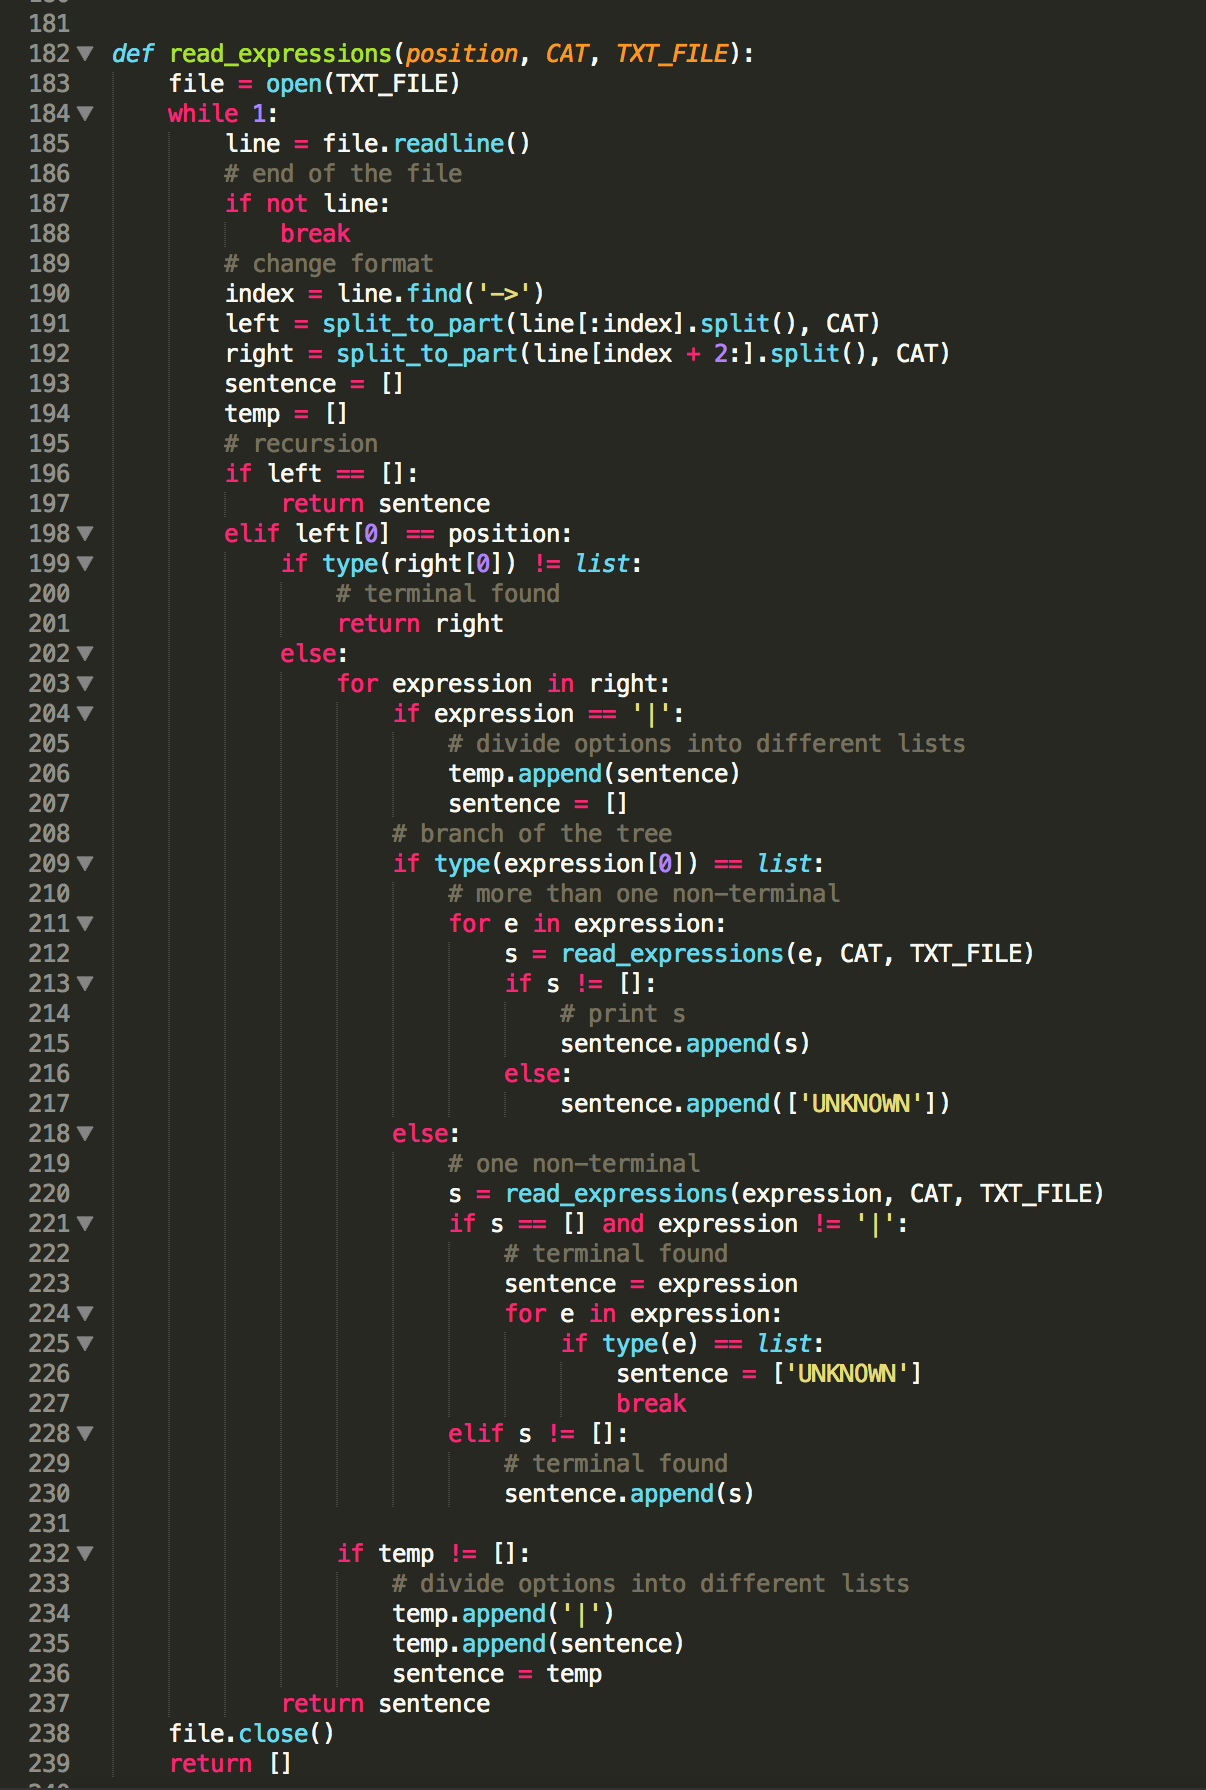 181
182 def read_expressions(position, CAT, TXT_FILE):
183     file = open(TXT_FILE)
184     while 1:
185         line = file.readline()
186         # end of the file
187         if not line:
188             break
189         # change format
190         index = line.find('->')
191         left = split_to_part(line[:index].split(), CAT)
192         right = split_to_part(line[index + 2:].split(), CAT)
193         sentence = []
194         temp = []
195         # recursion
196         if left == []:
197             return sentence
198         elif left[0] == position:
199             if type(right[0]) != list:
200                 # terminal found
201                 return right
202             else:
203                 for expression in right:
204                     if expression == '|':
205                         # divide options into different lists
206                         temp.append(sentence)
207                         sentence = []
208                     # branch of the tree
209                     if type(expression[0]) == list:
210                         # more than one non-terminal
211                         for e in expression:
212                             s = read_expressions(e, CAT, TXT_FILE)
213                             if s != []:
214                                 # print s
215                                 sentence.append(s)
216                             else:
217                                 sentence.append(['UNKNOWN'])
218                     else:
219                         # one non-terminal
220                         s = read_expressions(expression, CAT, TXT_FILE)
221                         if s == [] and expression != '|':
222                             # terminal found
223                             sentence = expression
224                             for e in expression:
225                                 if type(e) == list:
226                                     sentence = ['UNKNOWN']
227                                     break
228                         elif s != []:
229                             # terminal found
230                             sentence.append(s)
231
232                 if temp != []:
233                     # divide options into different lists
234                     temp.append('|')
235                     temp.append(sentence)
236                     sentence = temp
237             return sentence
238     file.close()
239     return []